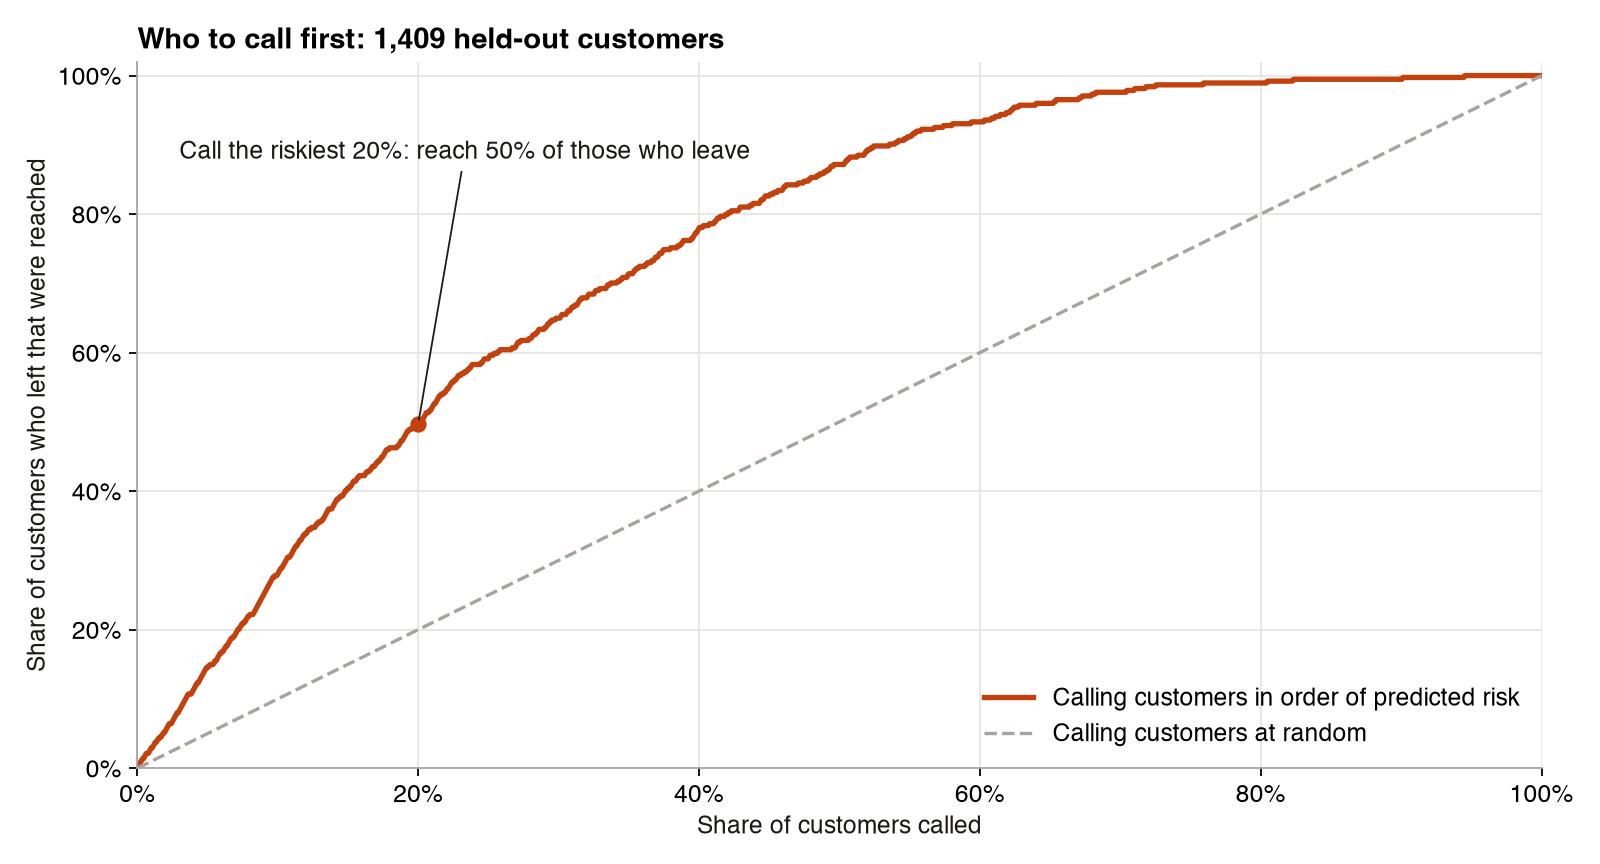 Who to call first: 1,409 held-out customers
Share of customers who left that were reached
100%
80%
60%
40%
20%
0%
Call the riskiest 20%: reach 50% of those who leave
Calling customers in order of predicted risk
Calling customers at random
0%
20%
40%
60%
80%
100%
Share of customers called